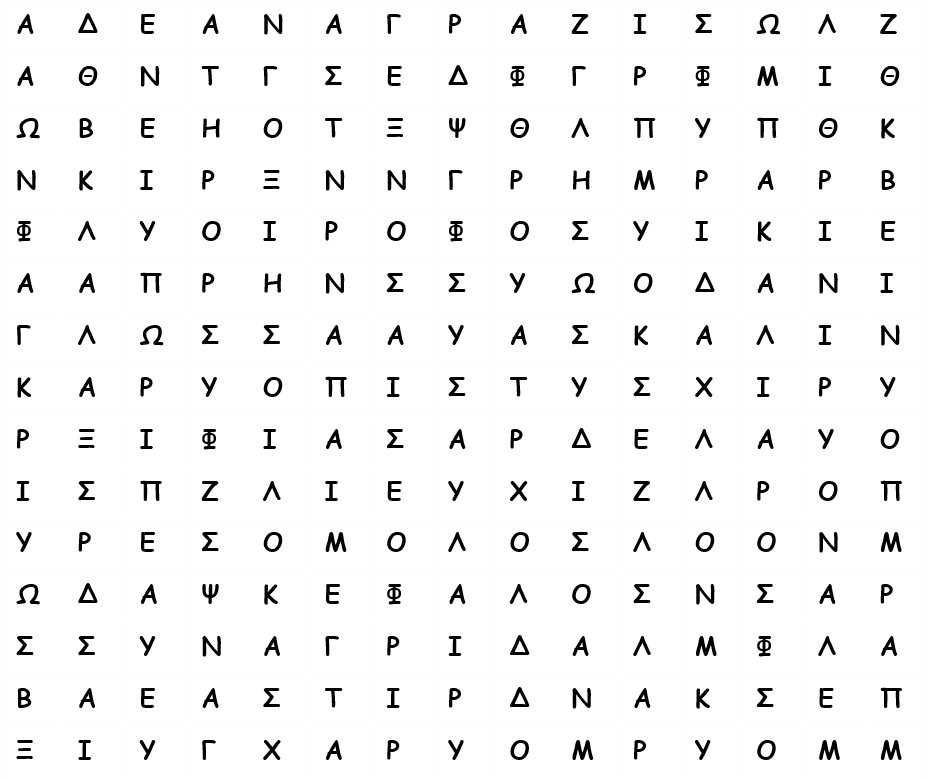 Α Δ Ε Α Ν Α Γ Ρ Α Ζ Ι Σ Ω Λ Ζ
Α Θ Ν Τ Γ Σ Ε Δ Φ Γ Ρ Φ Μ Ι Θ
Ω Β Ε Η Ο Τ Ξ Ψ Θ Λ Π Υ Π Θ Κ
Ν Κ Ι Ρ Ξ Ν Ν Γ Ρ Η Μ Ρ Α Ρ Β
Φ Λ Υ Ο Ι Ρ Ο Φ Ο Σ Υ Ι Κ Ι Ε
Α Α Π Ρ Η Ν Σ Σ Υ Ω Ο Δ Α Ν Ι
Γ Λ Ω Σ Σ Α Α Υ Α Σ Κ Α Λ Ι Ν
Κ Α Ρ Υ Ο Π Ι Σ Τ Υ Σ Χ Ι Ρ Υ
Ρ Ξ Ι Φ Ι Α Σ Α Ρ Δ Ε Λ Α Υ Ο
Ι Σ Π Ζ Λ Ι Ε Υ Χ Ι Ζ Λ Ρ Ο Π
Υ Ρ Ε Σ Ο Μ Ο Λ Ο Σ Λ Ο Ο Ν Μ
Ω Δ Α Ψ Κ Ε Φ Α Λ Ο Σ Ν Σ Α Ρ
Σ Σ Υ Ν Α Γ Ρ Ι Δ Α Λ Μ Φ Λ Α
Β Α Ε Α Σ Τ Ι Ρ Δ Ν Α Κ Σ Ε Π
Ξ Ι Υ Γ Χ Α Ρ Υ Ο Μ Ρ Υ Ο Μ Μ